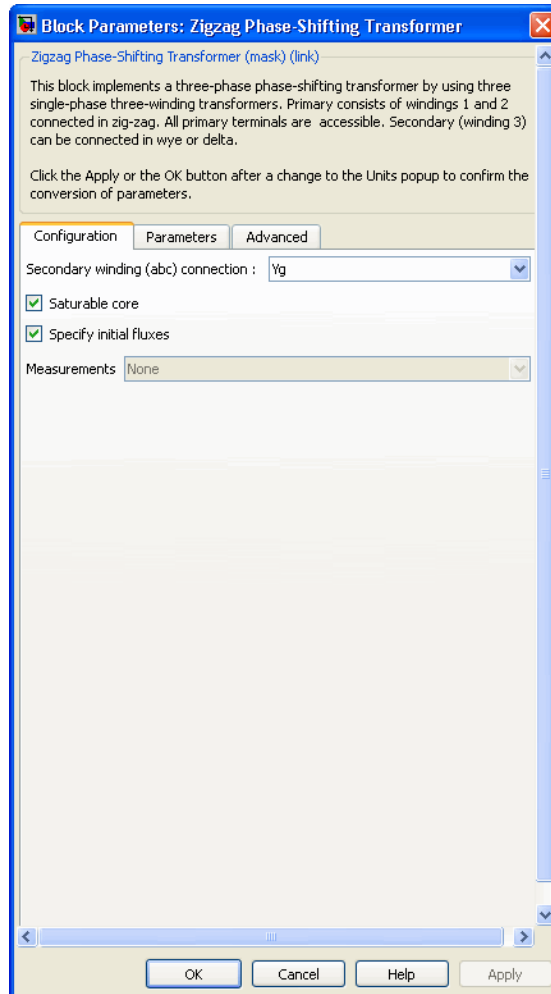 Block Parameters: Zigzag Phase-Shifting Transformer
Zigzag Phase-Shifting Transformer (mask) (link)
This block implements a three-phase phase-shifting transformer by using three
single-phase three-winding transformers. Primary consists of windings 1 and 2
connected in zig-zag. All primary terminals are accessible. Secondary (winding 3)
can be connected in wye or delta.
Click the Apply or the OK button after a change to the Units popup to confirm the
conversion of parameters.
Configuration Parameters Advanced
Secondary winding (abc) connection : Yg
Saturable core
Specify initial fluxes
Measurements None
OK Cancel Help Apply